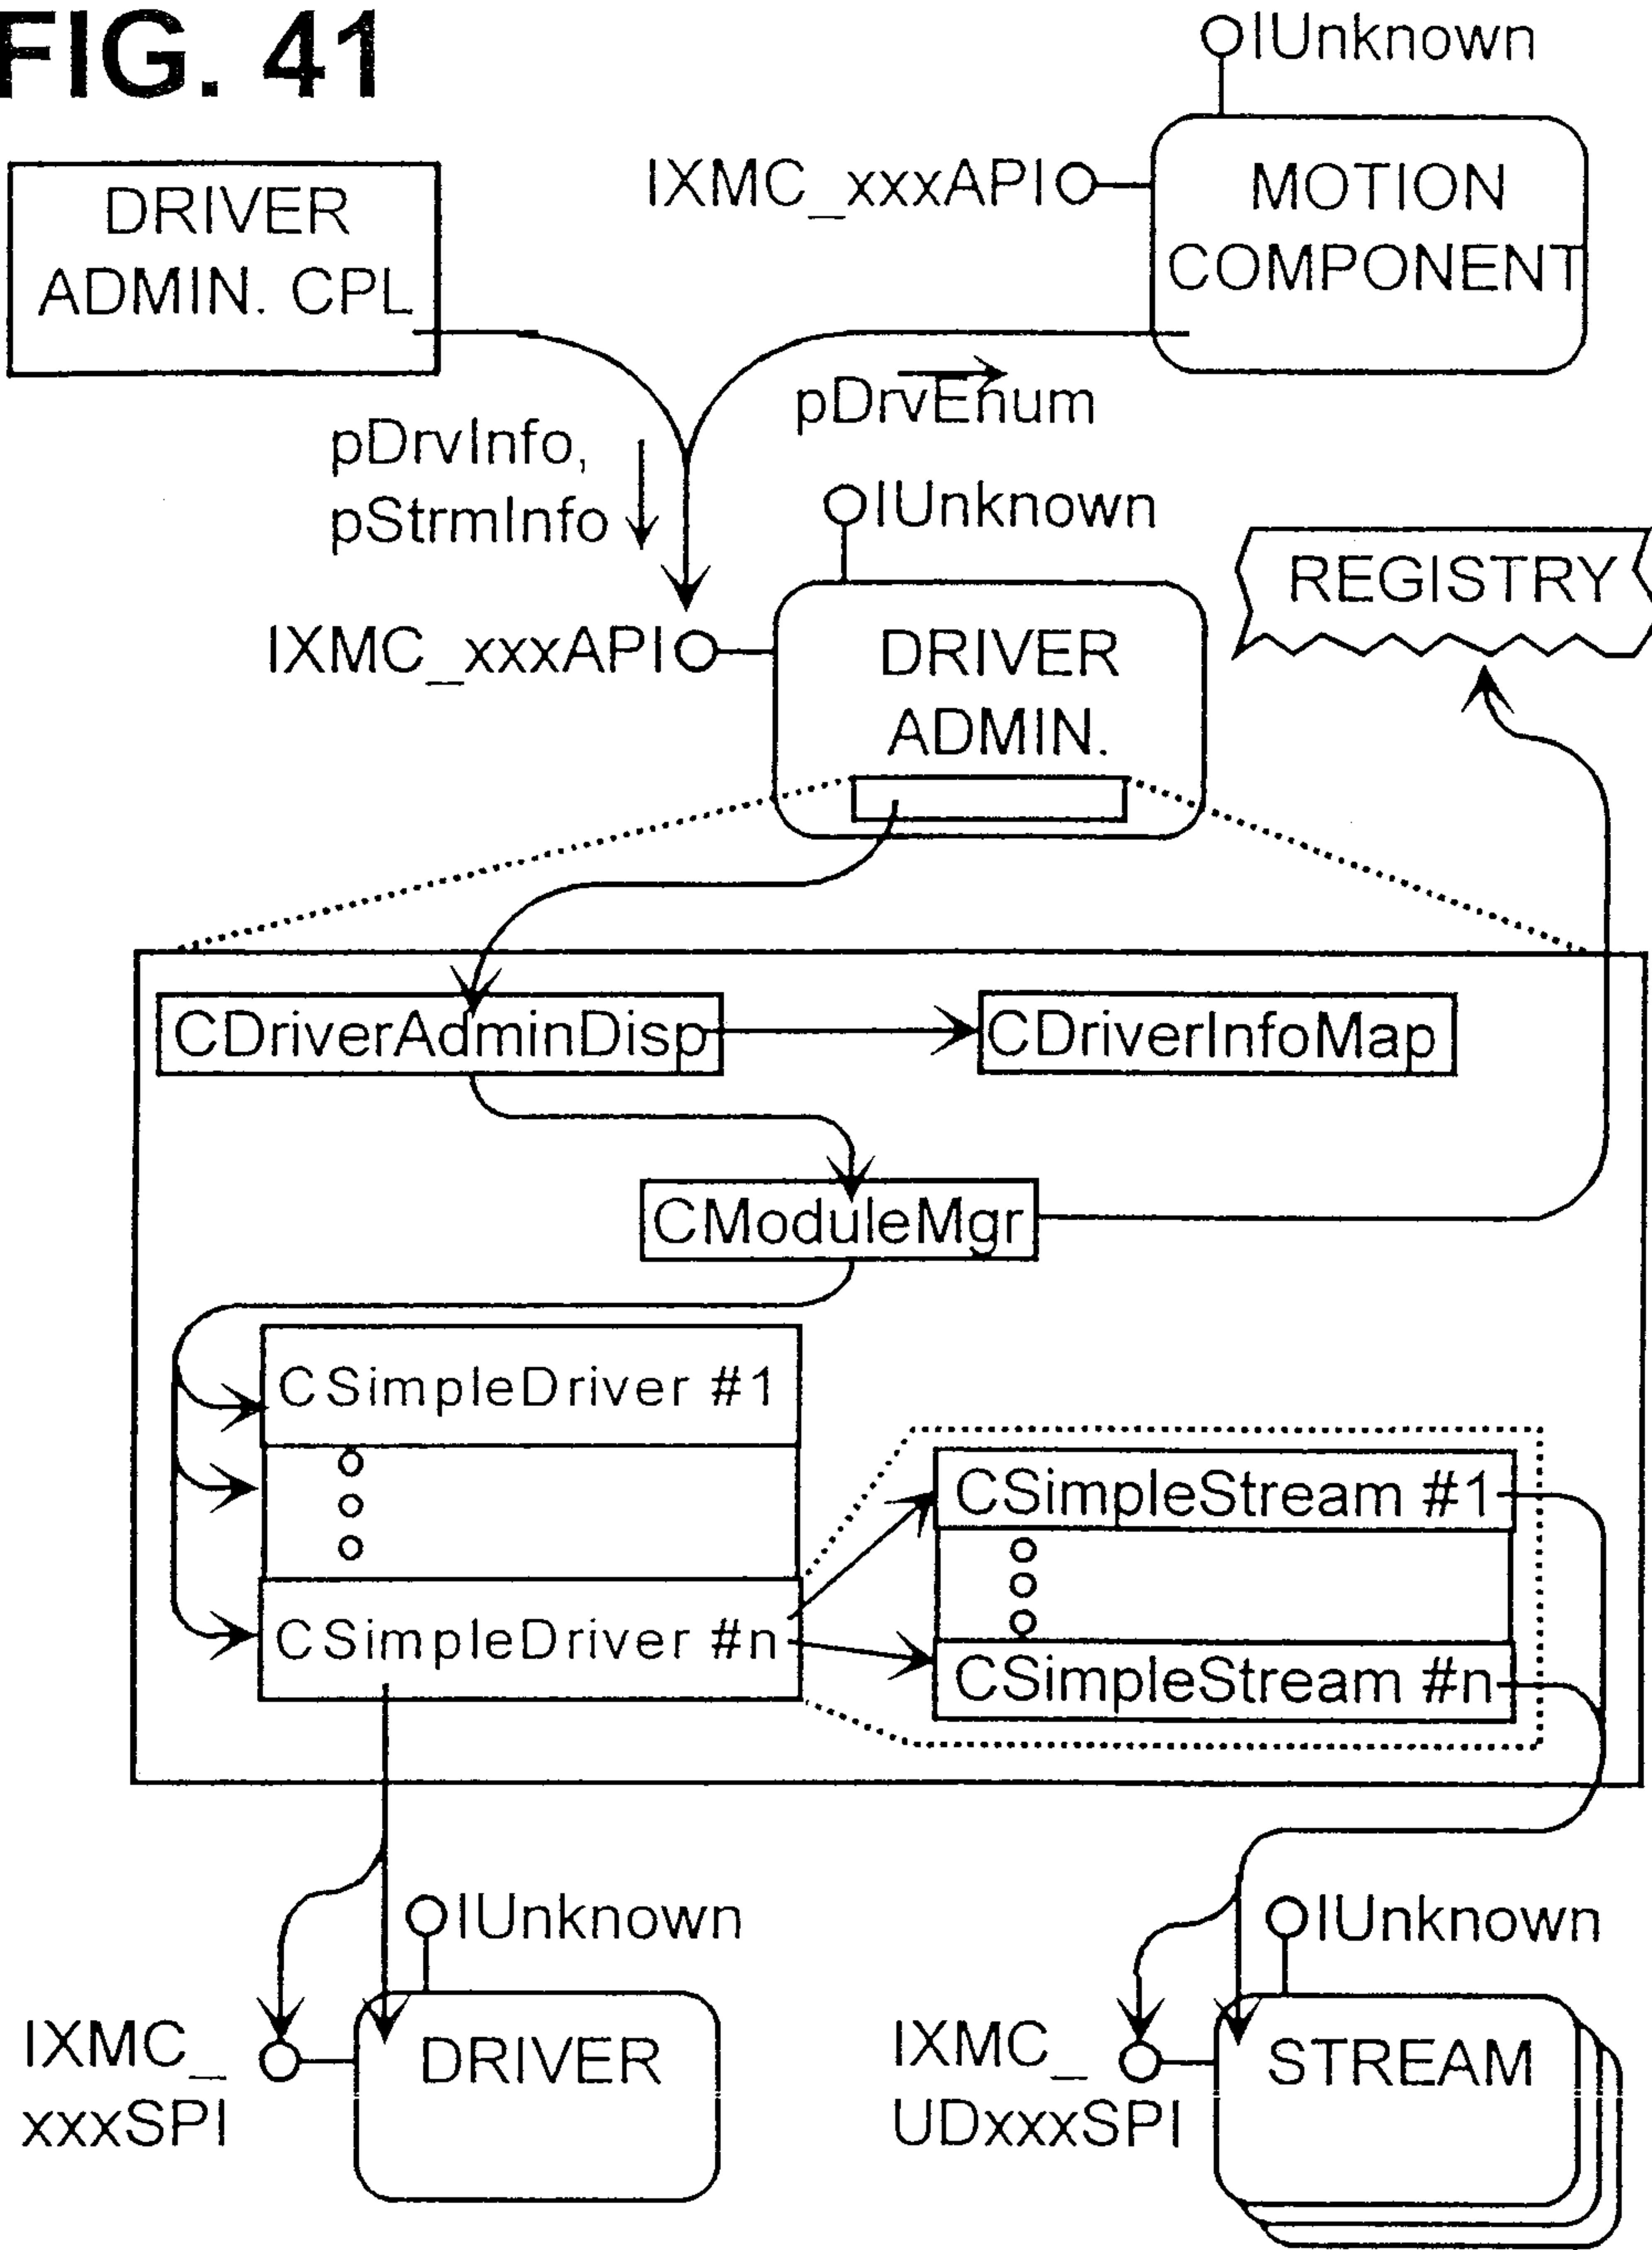 FIG. 41
IUnknown
IXMC_xxxAPI
MOTION
COMPONENT
DRIVER
ADMIN. CPL
pDrvEnum
pDrvInfo,
pStrmInfo
IUnknown
REGISTRY
IXMC_xxxAPI
DRIVER
ADMIN.
CDriverAdminDisp
CDriverInfoMap
CModuleMgr
CSimpleDriver #1
CSimpleStream #1
CSimpleDriver #n
CSimpleStream #n
IUnknown
IUnknown
IXMC_
xxxSPI
DRIVER
IXMC_
UDxxxSPI
STREAM